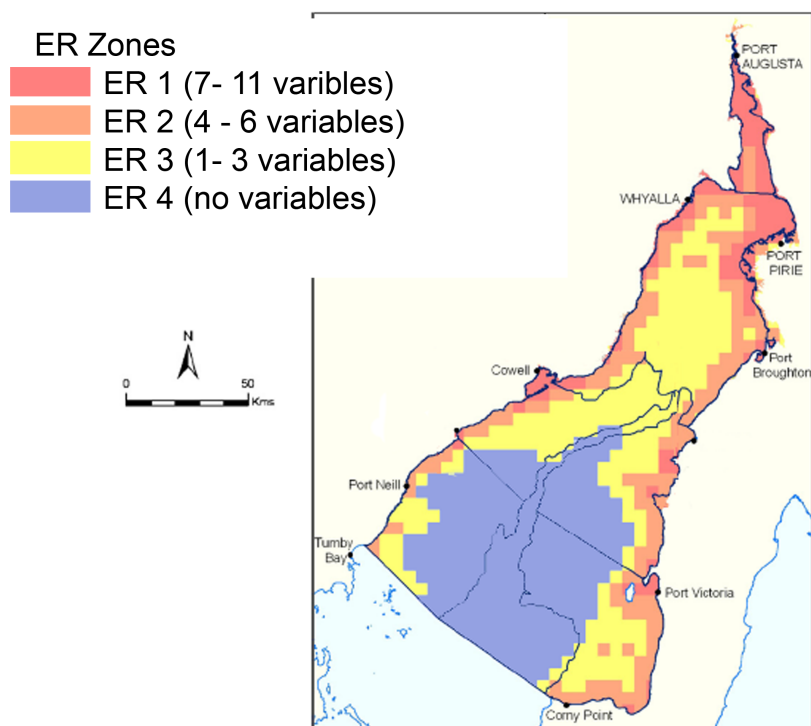 ER Zones
ER 1 (7- 11 varibles)
ER 2 (4 - 6 variables)
ER 3 (1- 3 variables)
ER 4 (no variables)
PORT
AUGUSTA
WHYALLA
PORT
PIRIE
N
0
50
Kms
Cowell
Port
Broughton
Port Neill
Tumby
Bay
Port Victoria
Corny Point